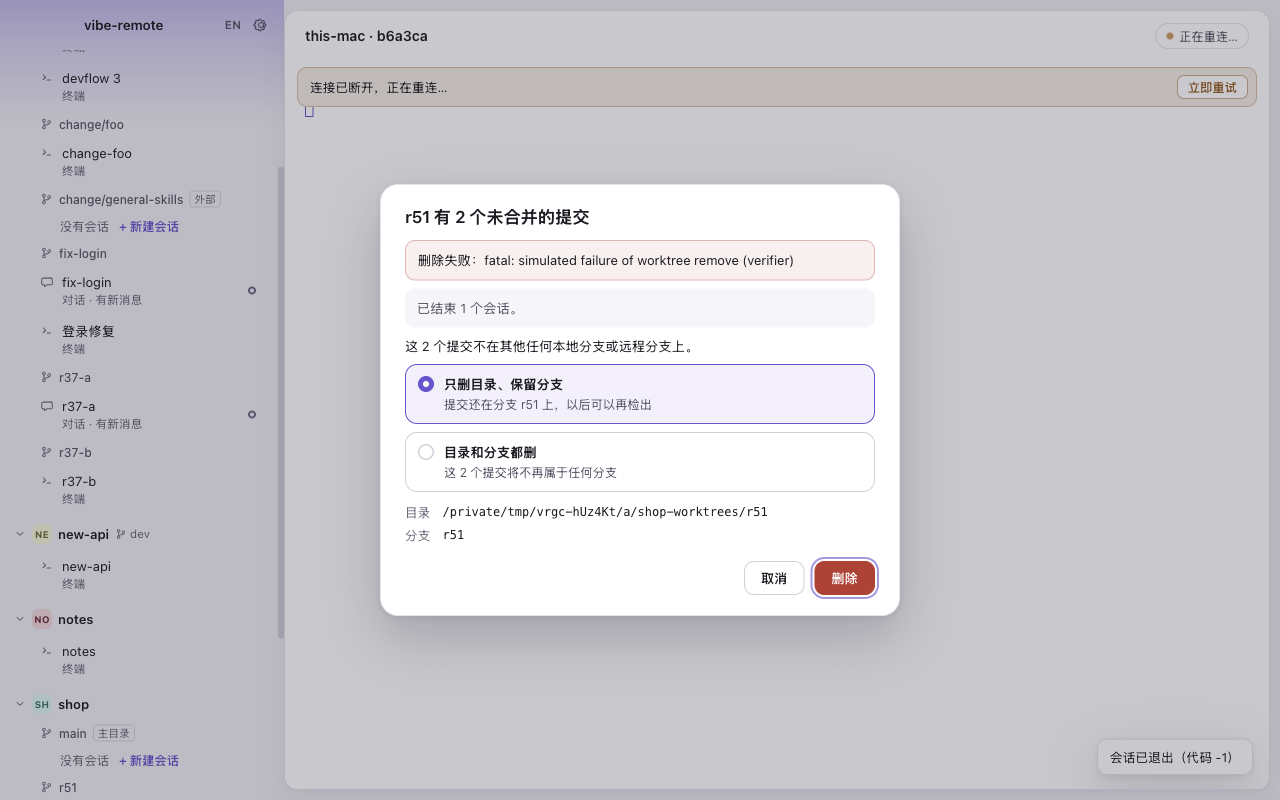 vibe-remote
EN
devflow 3
终端
change/foo
change-foo
终端
change/general-skills 外部
没有会话 + 新建会话
fix-login
fix-login
对话 · 有新消息
登录修复
终端
r37-a
r37-a
对话 · 有新消息
r37-b
r37-b
终端
NE new-api dev
new-api
终端
NO notes
notes
终端
SH shop
main 主目录
没有会话 + 新建会话
r51
this-mac · b6a3ca
正在重连…
连接已断开，正在重连…
立即重试
r51 有 2 个未合并的提交
删除失败：fatal: simulated failure of worktree remove (verifier)
已结束 1 个会话。
这 2 个提交不在其他任何本地分支或远程分支上。
只删目录、保留分支
提交还在分支 r51 上，以后可以再检出
目录和分支都删
这 2 个提交将不再属于任何分支
目录 /private/tmp/vrgc-hUz4Kt/a/shop-worktrees/r51
分支 r51
取消 删除
会话已退出（代码 -1）